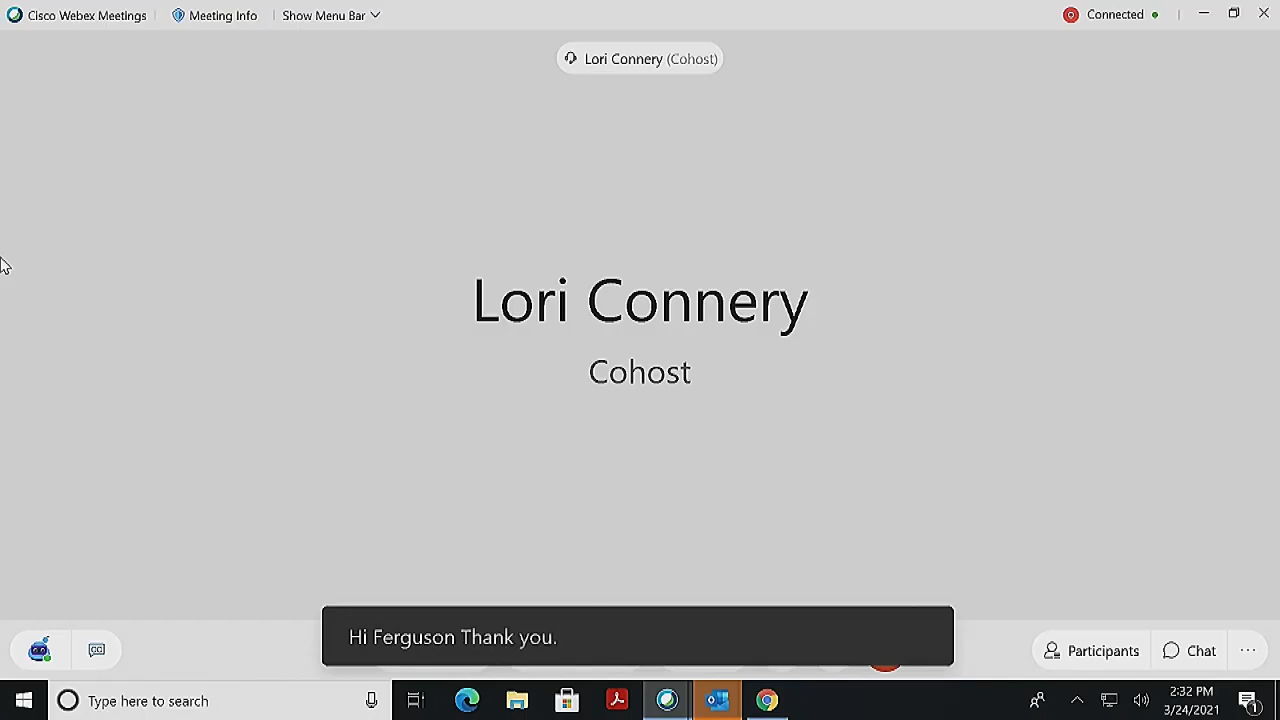 Cisco Webex Meetings
Meeting Info
Show Menu Bar
Connected
Lori Connery (Cohost)
Lori Connery
Cohost
Hi Ferguson Thank you.
Participants
Chat
Type here to search
2:32 PM
3/24/2021
1